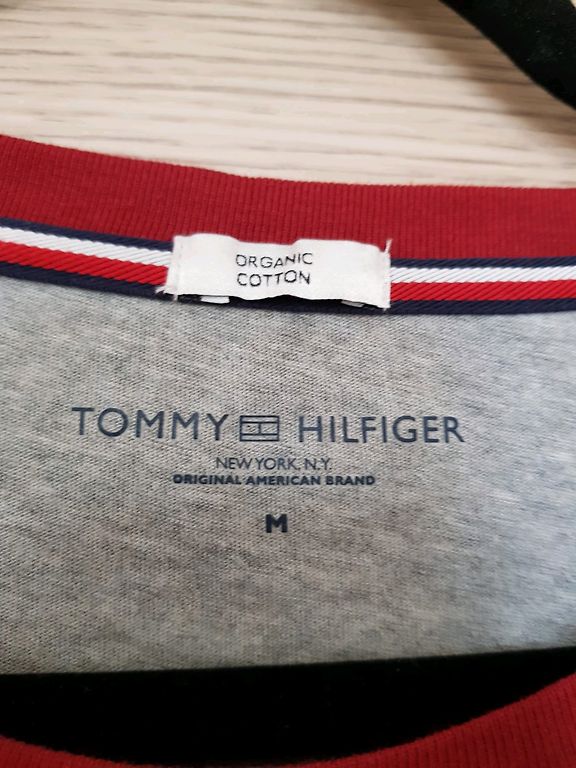 ORGANIC
COTTON
TOMMY HILFIGER
NEW YORK, N.Y.
ORIGINAL AMERICAN BRAND
M